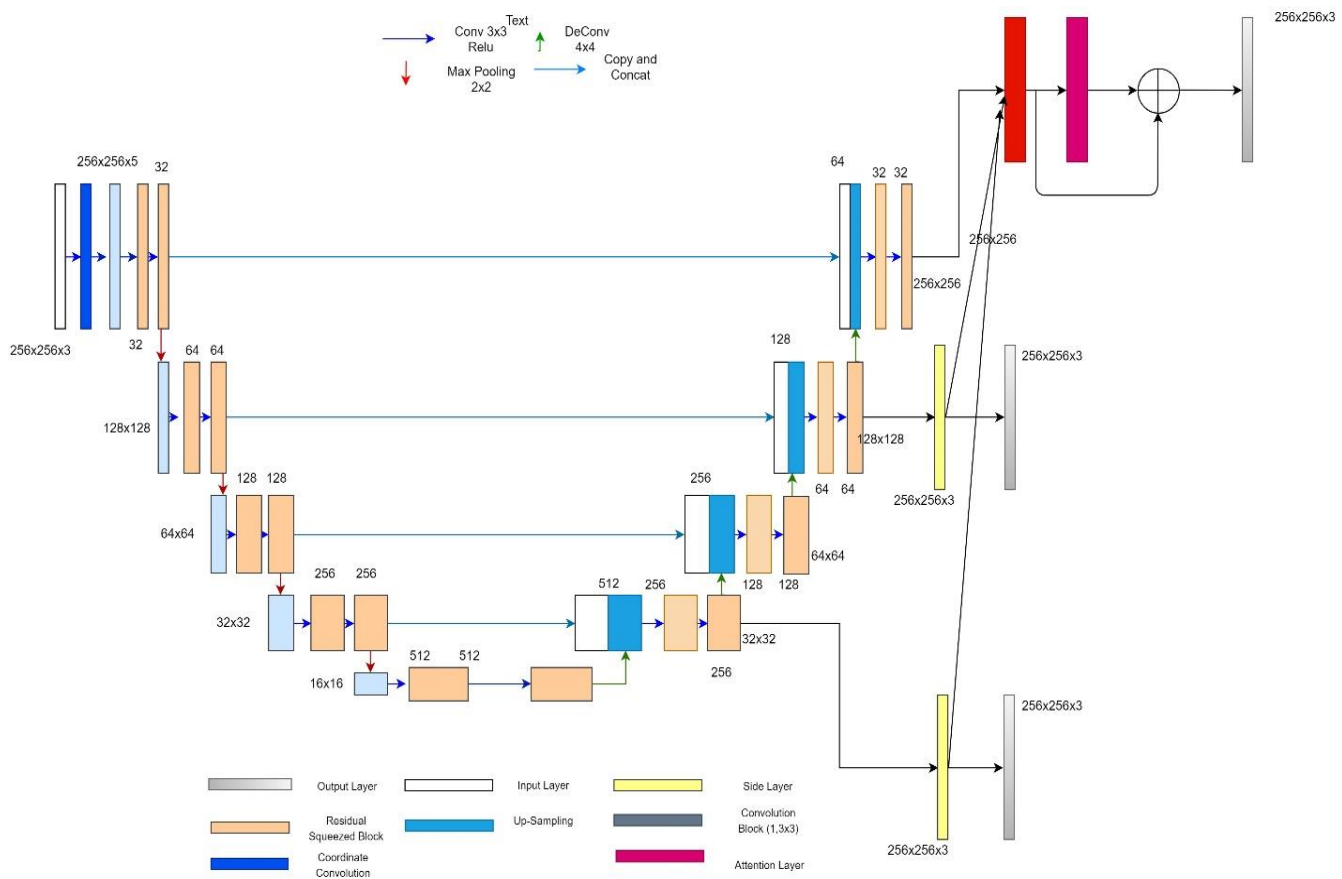 Text
Conv 3x3
Relu
DeConv
4x4
Max Pooling
2x2
Copy and
Concat
256x256x3
256x256x5
32
64
32
32
256x256
256x256
256x256x3
32
64
64
128
256x256x3
128x128
128x128
128
128
256
64
64
256x256x3
64x64
64x64
256
256
512
256
128
128
32x32
32x32
512
512
256
16x16
256x256x3
Output Layer
Input Layer
Side Layer
Residual
Squeezed Block
Up-Sampling
Convolution
Block (1,3x3)
256x256x3
Coordinate
Convolution
Attention Layer